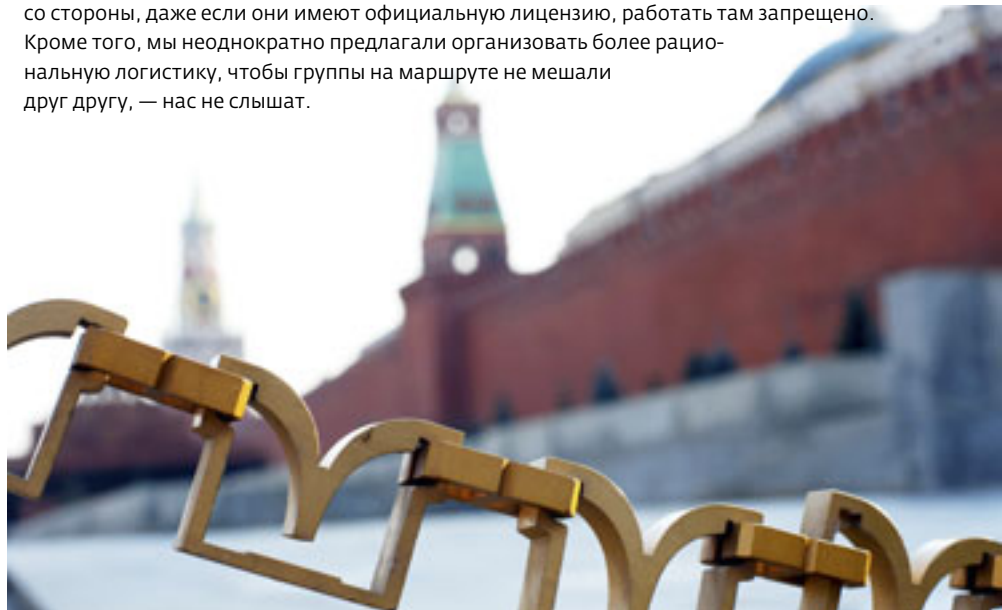 со стороны, даже если они имеют официальную лицензию, работать там запрещено.
Кроме того, мы неоднократно предлагали организовать более рацио-
нальную логистику, чтобы группы на маршруте не мешали
друг другу, — нас не слышат.